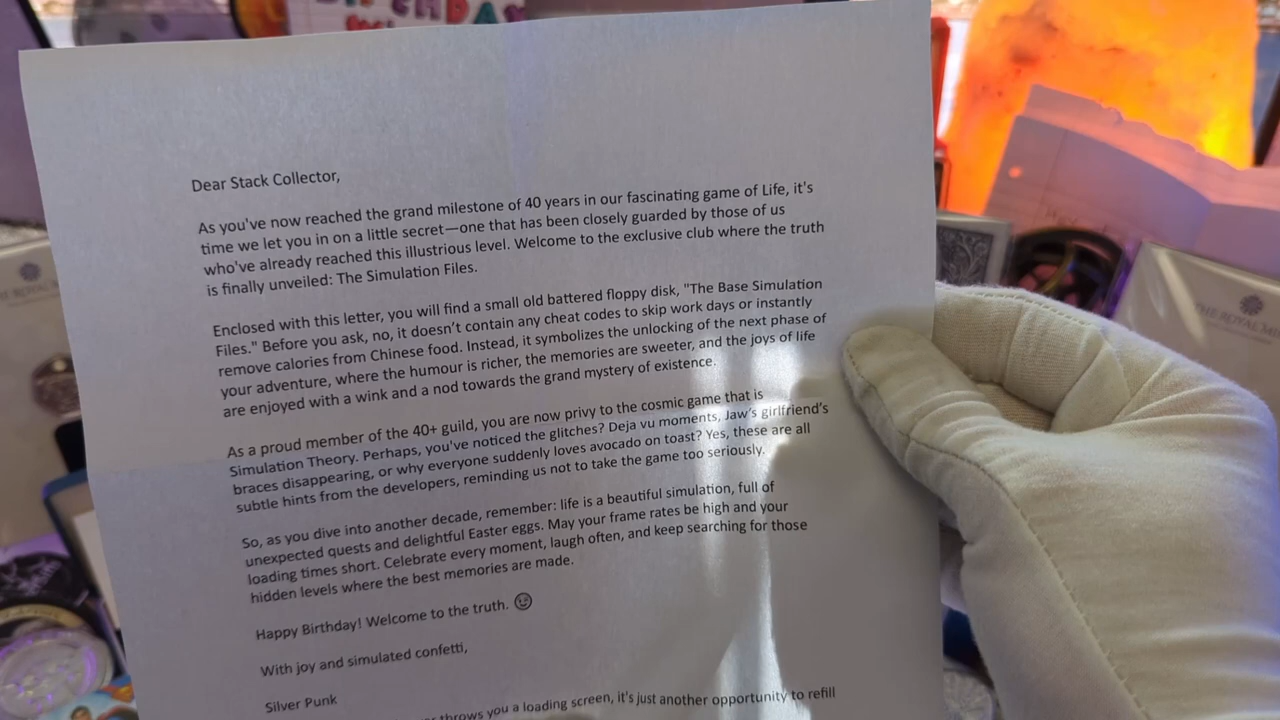 BIRTHDAY
Dear Stack Collector,
As you've now reached the grand milestone of 40 years in our fascinating game of Life, it's
time we let you in on a little secret—one that has been closely guarded by those of us
who've already reached this illustrious level. Welcome to the exclusive club where the truth
is finally unveiled: The Simulation Files.
Enclosed with this letter, you will find a small old battered floppy disk, "The Base Simulation
Files." Before you ask, no, it doesn't contain any cheat codes to skip work days or instantly
remove calories from Chinese food. Instead, it symbolizes the unlocking of the next phase of
your adventure, where the humour is richer, the memories are sweeter, and the joys of life
are enjoyed with a wink and a nod towards the grand mystery of existence.
As a proud member of the 40+ guild, you are now privy to the cosmic game that is
Simulation Theory. Perhaps, you've noticed the glitches? Deja vu moments, Jaw's girlfriend's
braces disappearing, or why everyone suddenly loves avocado on toast? Yes, these are all
subtle hints from the developers, reminding us not to take the game too seriously.
So, as you dive into another decade, remember: life is a beautiful simulation, full of
unexpected quests and delightful Easter eggs. May your frame rates be high and your
loading times short. Celebrate every moment, laugh often, and keep searching for those
hidden levels where the best memories are made.
Happy Birthday! Welcome to the truth. 😉
With joy and simulated confetti,
Silver Punk
throws you a loading screen, it's just another opportunity to refill
THE ROYAL